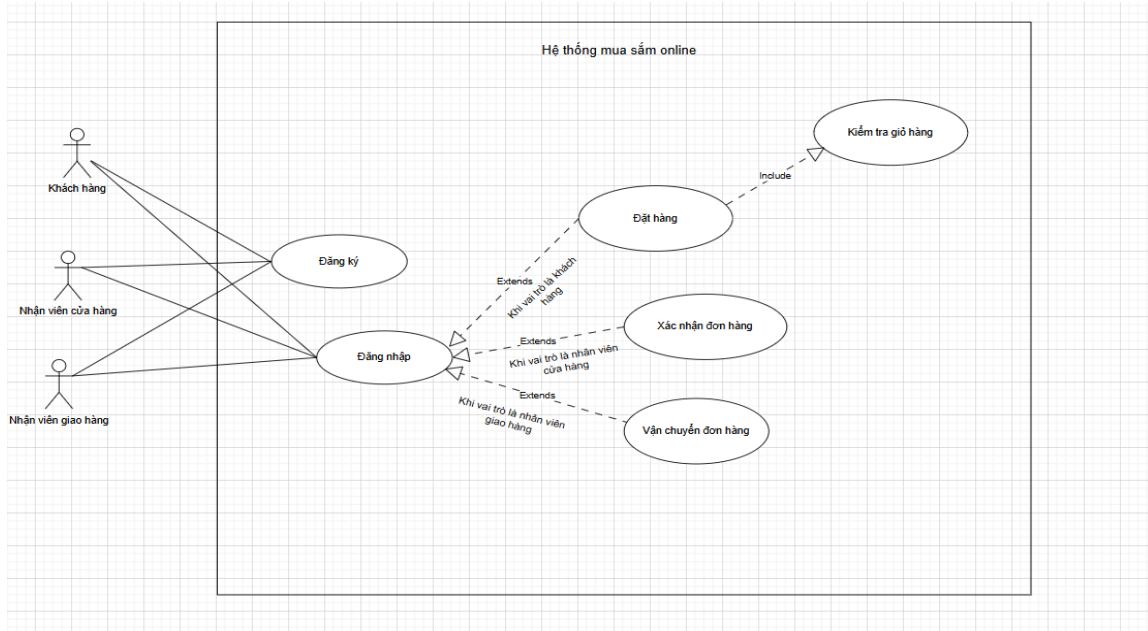 Hệ thống mua sắm online
Kiểm tra giỏ hàng
Include
Khách hàng
Đặt hàng
Đăng ký
Extends
Khi vai trò là khách
hàng
Nhận viên cửa hàng
Xác nhận đơn hàng
Extends
Khi vai trò là nhân viên
cửa hàng
Đăng nhập
Extends
Khi vai trò là nhân viên
giao hàng
Nhận viên giao hàng
Vận chuyển đơn hàng